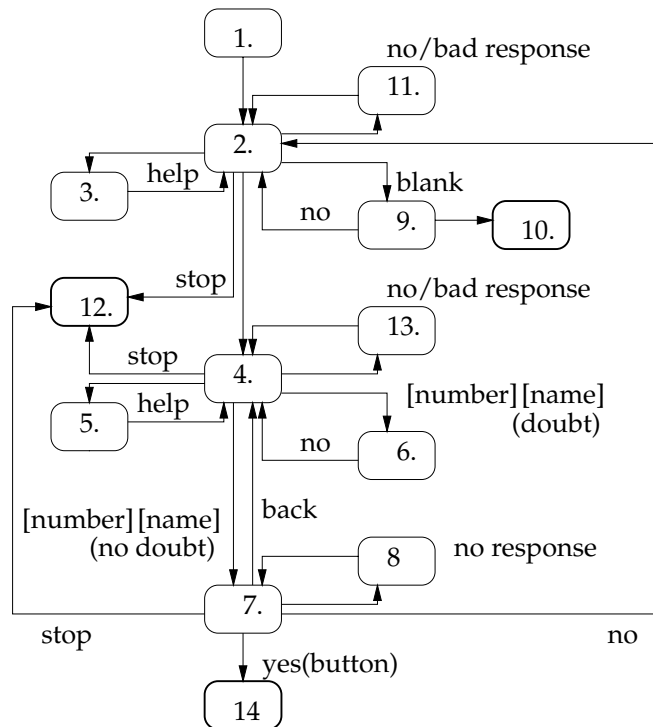 1.
no/bad response
11.
2.
help
3.
blank
no
9.
10.
stop
12.
no/bad response
13.
stop
4.
help
5.
[number][name]
(doubt)
no
6.
[number][name]
(no doubt)
back
8
no response
7.
stop
no
yes(button)
14